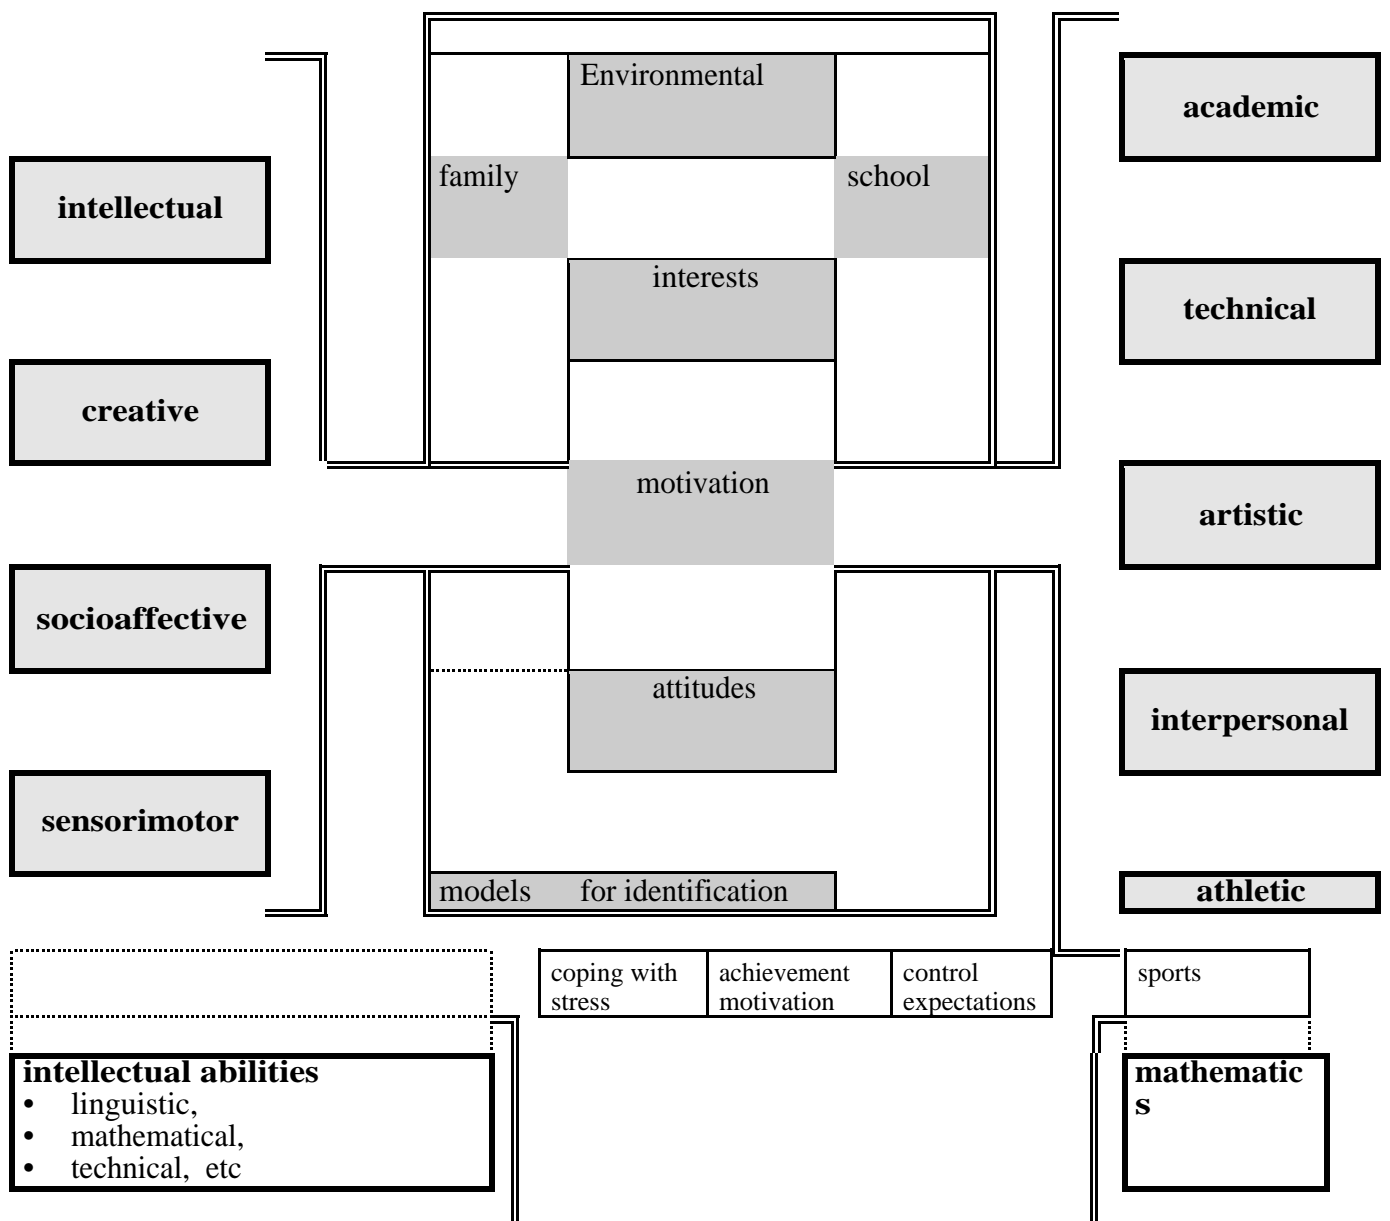 Environmental
academic
family
school
intellectual
interests
technical
creative
motivation
artistic
socioaffective
attitudes
interpersonal
sensorimotor
models for identification
athletic
coping with
stress
achievement
motivation
control
expectations
sports
intellectual abilities
• linguistic,
• mathematical,
• technical, etc
mathematic
s